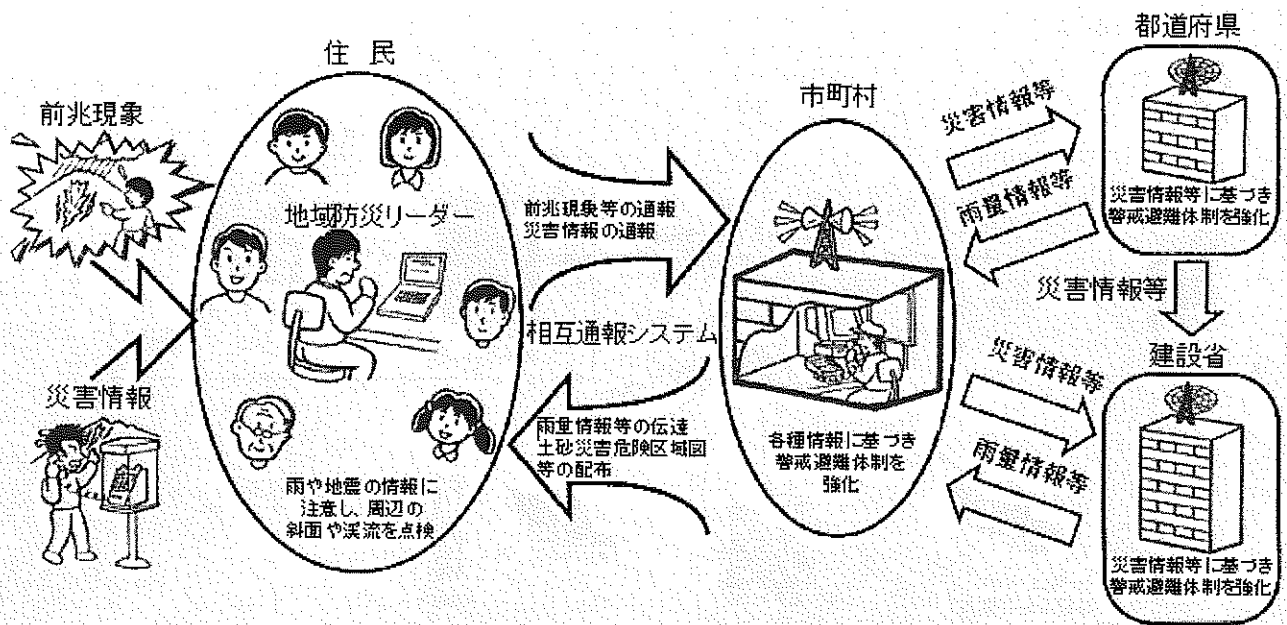 前兆現象
災害情報
住民
地域防災リーダー
雨や地震の情報に
注意し、周辺の
斜面や渓流を点検
前兆現象等の通報
災害情報の通報
相互通報システム
雨量情報等の伝達
土砂災害危険区域図
等の配布
市町村
各種情報に基づき
警戒避難体制を
強化
災害情報等
雨量情報等
都道府県
災害情報等に基づき
警戒避難体制を強化
災害情報等
建設省
災害情報等
雨量情報等
災害情報等に基づき
警戒避難体制を強化